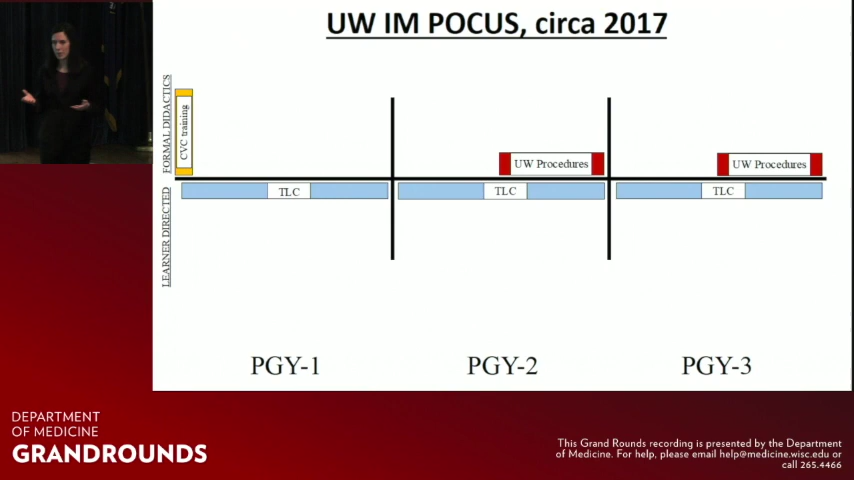 UW IM POCUS, circa 2017
FORMAL DIDACTICS
CVC training
UW Procedures
UW Procedures
TLC
TLC
TLC
LEARNER DIRECTED
PGY-1
PGY-2
PGY-3
DEPARTMENT
OF MEDICINE
GRANDROUNDS
This Grand Rounds recording is presented by the Department
of Medicine. For help, please email help@medicine.wisc.edu or
call 265.4466